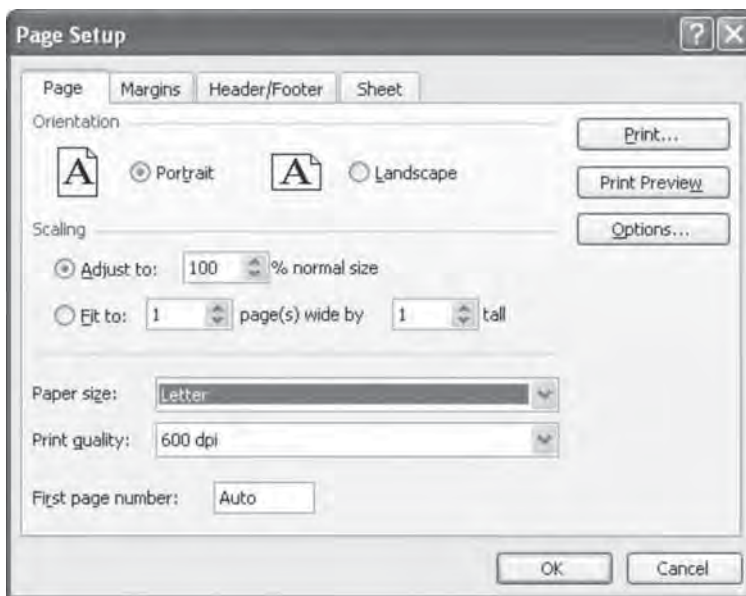 Page Setup
Page Margins Header/Footer Sheet
Orientation
A Portrait A Landscape
Print...
Print Preview
Options...
Scaling
Adjust to: 100 % normal size
Fit to: 1 page(s) wide by 1 tall
Paper size: Letter
Print quality: 600 dpi
First page number: Auto
OK Cancel